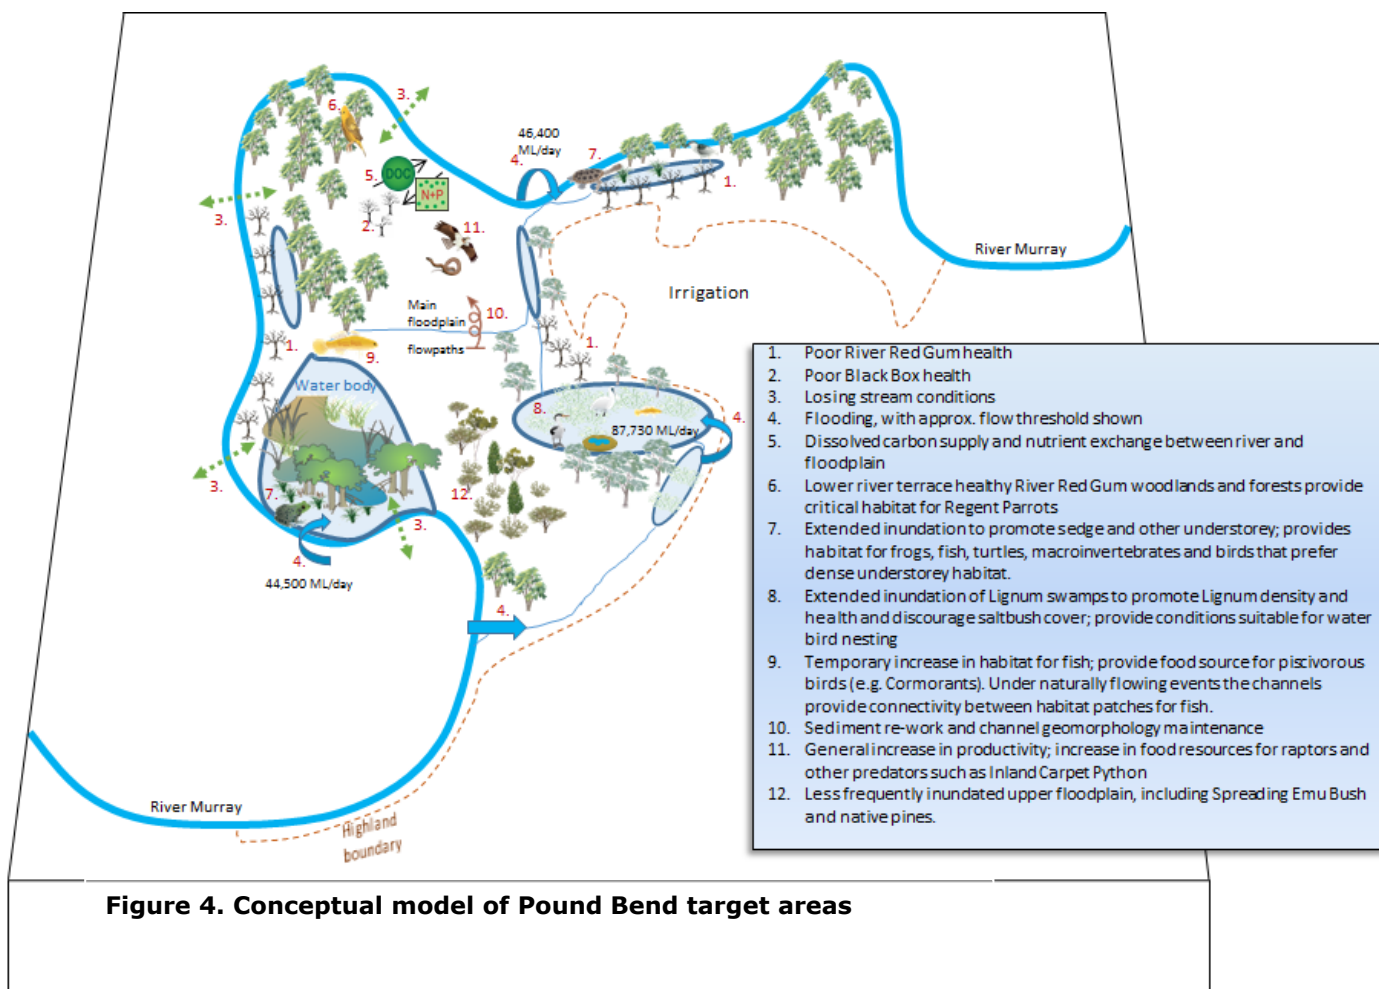 6.
3.
46,400
ML/day
4.
7.
5.
DOC
N+P
1.
3.
2.
11.
River Murray
Irrigation
Main
floodplain
10.
flowpaths
1.
9.
1.
Water body
8.
87,730 ML/day
4.
3.
7.
12.
3.
4.
44,500 ML/day
4.
River Murray
Highland
boundary
1. Poor River Red Gum health
2. Poor Black Box health
3. Losing stream conditions
4. Flooding, with approx. flow threshold shown
5. Dissolved carbon supply and nutrient exchange between river and
floodplain
6. Lower river terrace healthy River Red Gum woodlands and forests provide
critical habitat for Regent Parrots
7. Extended inundation to promote sedge and other understorey; provides
habitat for frogs, fish, turtles, macroinvertebrates and birds that prefer
dense understorey habitat.
8. Extended inundation of Lignum swamps to promote Lignum density and
health and discourage saltbush cover; provide conditions suitable for water
bird nesting
9. Temporary increase in habitat for fish; provide food source for piscivorous
birds (e.g. Cormorants). Under naturally flowing events the channels
provide connectivity between habitat patches for fish.
10. Sediment re-work and channel geomorphology maintenance
11. General increase in productivity; increase in food resources for raptors and
other predators such as Inland Carpet Python
12. Less frequently inundated upper floodplain, including Spreading Emu Bush
and native pines.
Figure 4. Conceptual model of Pound Bend target areas